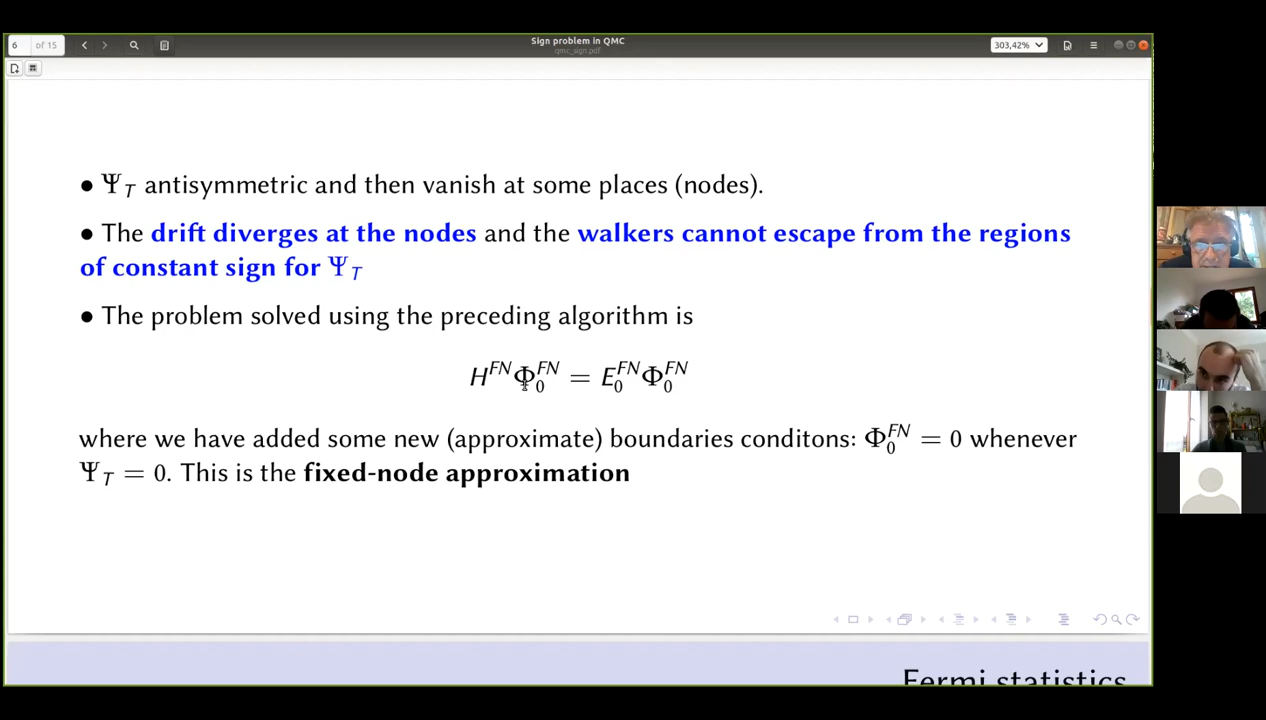 6 of 15
Sign problem in QMC
qmc_sign.pdf
303,42%
• Ψ_T antisymmetric and then vanish at some places (nodes).
• The drift diverges at the nodes and the walkers cannot escape from the regions
of constant sign for Ψ_T
• The problem solved using the preceding algorithm is
H^{FN}Φ_0^{FN} = E_0^{FN}Φ_0^{FN}
where we have added some new (approximate) boundaries conditons: Φ_0^{FN} = 0 whenever
Ψ_T = 0. This is the fixed-node approximation
Fermi statistics